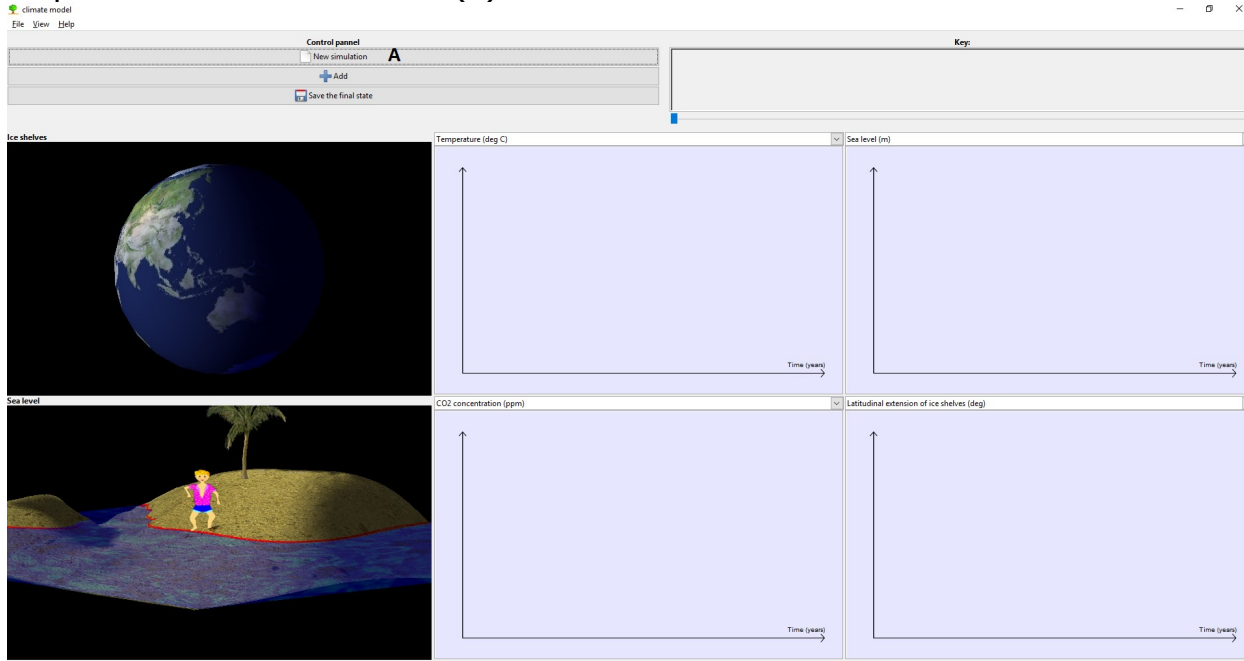 climate model
File View Help
Control pannel
New simulation A
Add
Save the final state
Key:
Ice shelves
Temperature (deg C)
Time (years)
Sea level (m)
Time (years)
Sea level
CO2 concentration (ppm)
Time (years)
Latitudinal extension of ice shelves (deg)
Time (years)